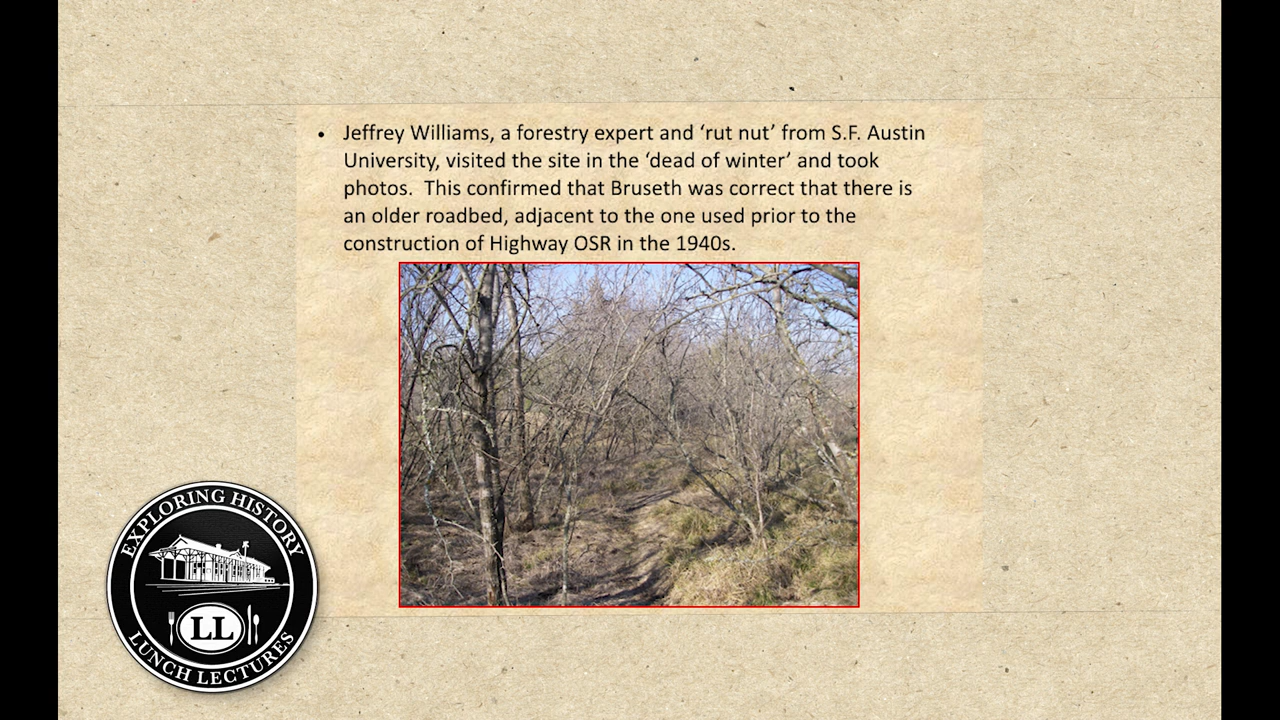 • Jeffrey Williams, a forestry expert and ‘rut nut’ from S.F. Austin
University, visited the site in the ‘dead of winter’ and took
photos.  This confirmed that Bruseth was correct that there is
an older roadbed, adjacent to the one used prior to the
construction of Highway OSR in the 1940s.
EXPLORING HISTORY
LL
LUNCH LECTURES